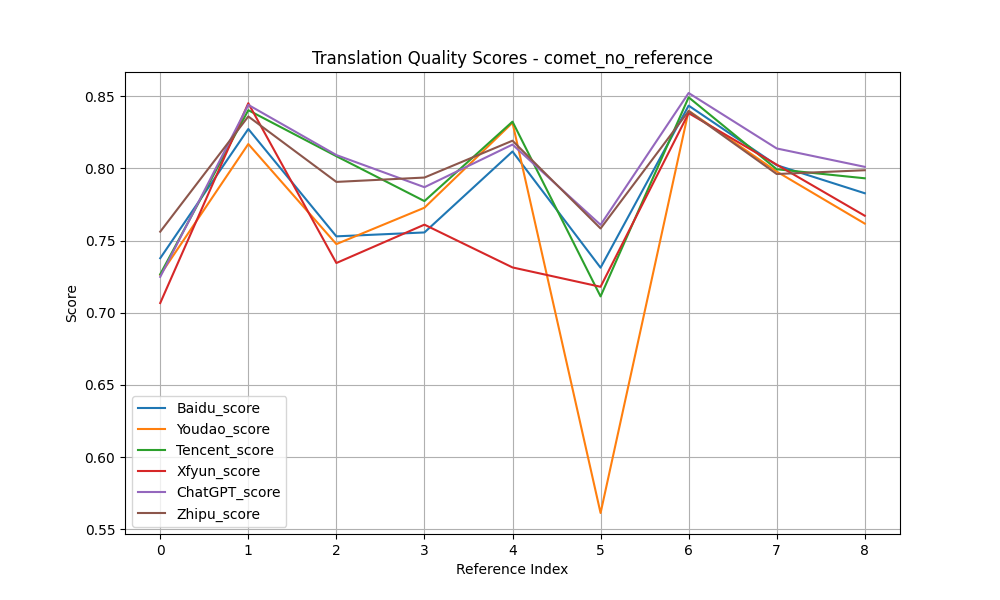 Translation Quality Scores - comet_no_reference
Score
0.85
0.80
0.75
0.70
0.65
0.60
0.55
Baidu_score
Youdao_score
Tencent_score
Xfyun_score
ChatGPT_score
Zhipu_score
0 1 2 3 4 5 6 7 8
Reference Index